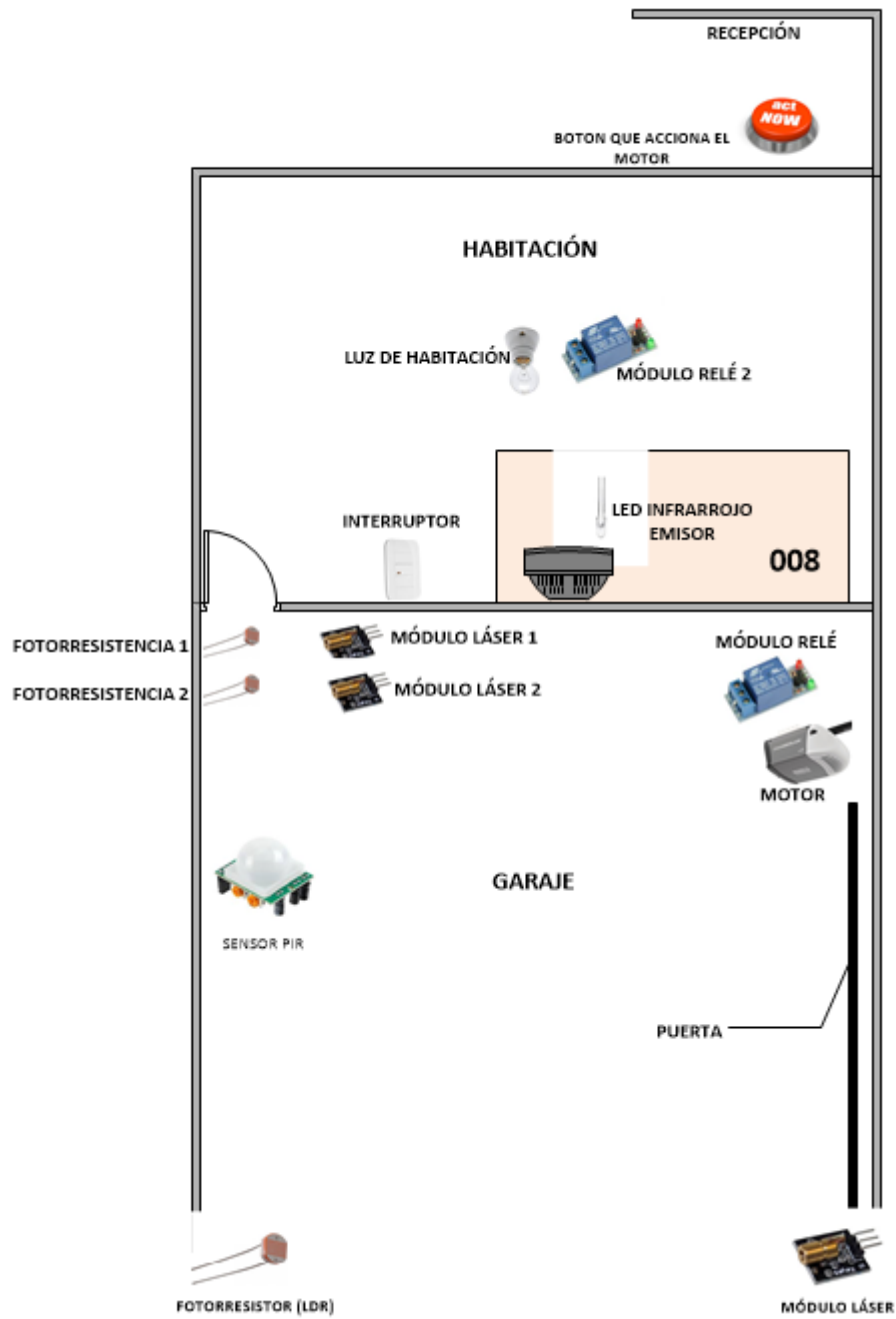 RECEPCIÓN
act
NOW
BOTON QUE ACCIONA EL
MOTOR
HABITACIÓN
LUZ DE HABITACIÓN
MÓDULO RELÉ 2
INTERRUPTOR
LED INFRARROJO
EMISOR
008
FOTORRESISTENCIA 1
MÓDULO LÁSER 1
MÓDULO RELÉ
FOTORRESISTENCIA 2
MÓDULO LÁSER 2
MOTOR
GARAJE
SENSOR PIR
PUERTA
FOTORRESISTOR (LDR)
MÓDULO LÁSER